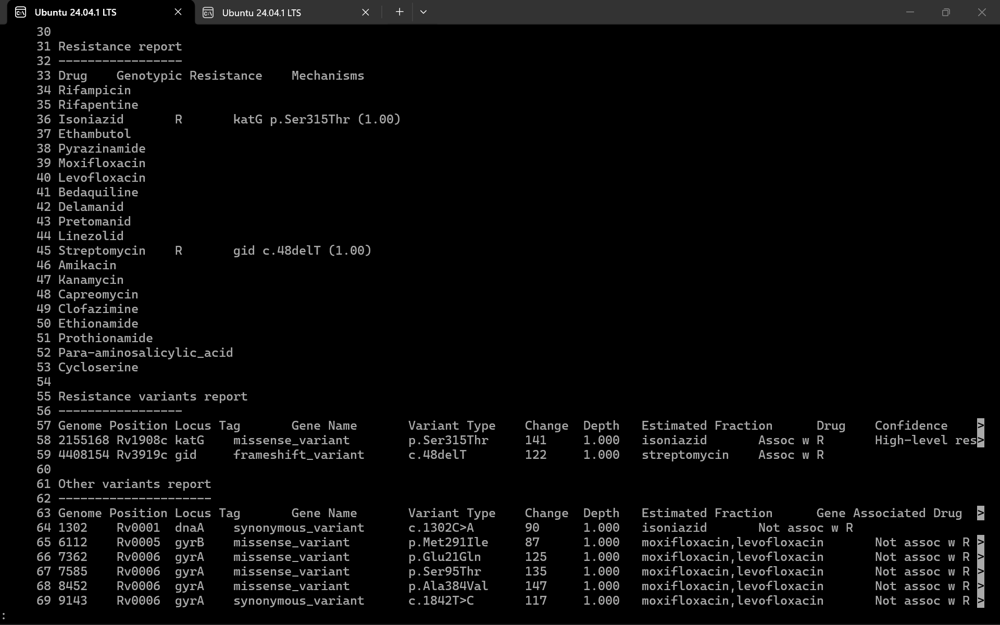 Ubuntu 24.04.1 LTS Ubuntu 24.04.1 LTS
30
31 Resistance report
32 -----------------
33 Drug    Genotypic Resistance    Mechanisms
34 Rifampicin
35 Rifapentine
36 Isoniazid       R       katG p.Ser315Thr (1.00)
37 Ethambutol
38 Pyrazinamide
39 Moxifloxacin
40 Levofloxacin
41 Bedaquiline
42 Delamanid
43 Pretomanid
44 Linezolid
45 Streptomycin    R       gid c.48delT (1.00)
46 Amikacin
47 Kanamycin
48 Capreomycin
49 Clofazimine
50 Ethionamide
51 Prothionamide
52 Para-aminosalicylic_acid
53 Cycloserine
54
55 Resistance variants report
56 -----------------
57 Genome Position Locus Tag       Gene Name       Variant Type    Change  Depth   Estimated Fraction      Drug    Confidence    >
58 2155168 Rv1908c katG    missense_variant        p.Ser315Thr     141     1.000   isoniazid       Assoc w R       High-level res>
59 4408154 Rv3919c gid     frameshift_variant      c.48delT        122     1.000   streptomycin    Assoc w R
60
61 Other variants report
62 ---------------------
63 Genome Position Locus Tag       Gene Name       Variant Type    Change  Depth   Estimated Fraction      Gene Associated Drug  >
64 1302    Rv0001  dnaA    synonymous_variant      c.1302C>A       90      1.000   isoniazid       Not assoc w R
65 6112    Rv0005  gyrB    missense_variant        p.Met291Ile     87      1.000   moxifloxacin,levofloxacin       Not assoc w R >
66 7362    Rv0006  gyrA    missense_variant        p.Glu21Gln      125     1.000   moxifloxacin,levofloxacin       Not assoc w R >
67 7585    Rv0006  gyrA    missense_variant        p.Ser95Thr      135     1.000   moxifloxacin,levofloxacin       Not assoc w R >
68 8452    Rv0006  gyrA    missense_variant        p.Ala384Val     147     1.000   moxifloxacin,levofloxacin       Not assoc w R >
69 9143    Rv0006  gyrA    synonymous_variant      c.1842T>C       117     1.000   moxifloxacin,levofloxacin       Not assoc w R >
: